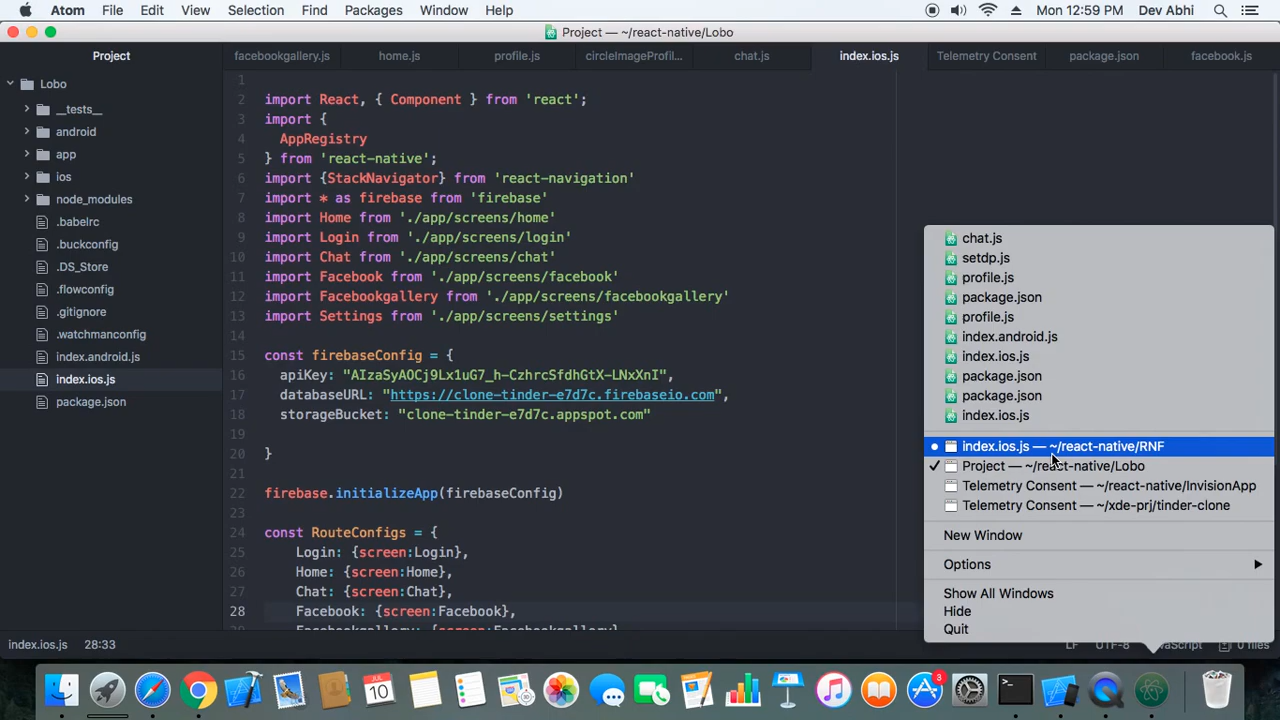 Atom File Edit View Selection Find Packages Window Help Mon 12:59 PM Dev Abhi
Project — ~/react-native/Lobo
Project
facebookgallery.js home.js profile.js circleImageProfil... chat.js index.ios.js Telemetry Consent package.json facebook.js
Lobo
__tests__
android
app
ios
node_modules
.babelrc
.buckconfig
.DS_Store
.flowconfig
.gitignore
.watchmanconfig
index.android.js
index.ios.js
package.json
1
2 import React, { Component } from 'react';
3 import {
4 AppRegistry
5 } from 'react-native';
6 import {StackNavigator} from 'react-navigation'
7 import * as firebase from 'firebase'
8 import Home from './app/screens/home'
9 import Login from './app/screens/login'
10 import Chat from './app/screens/chat'
11 import Facebook from './app/screens/facebook'
12 import Facebookgallery from './app/screens/facebookgallery'
13 import Settings from './app/screens/settings'
14
15 const firebaseConfig = {
16 apiKey: "AIzaSyAOCj9Lx1uG7_h-CzhrcSfdhGtX-LNxXnI",
17 databaseURL: "https://clone-tinder-e7d7c.firebaseio.com",
18 storageBucket: "clone-tinder-e7d7c.appspot.com"
19
20 }
21
22 firebase.initializeApp(firebaseConfig)
23
24 const RouteConfigs = {
25 Login: {screen:Login},
26 Home: {screen:Home},
27 Chat: {screen:Chat},
28 Facebook: {screen:Facebook},
chat.js
setdp.js
profile.js
package.json
profile.js
index.android.js
index.ios.js
package.json
package.json
index.ios.js
index.ios.js — ~/react-native/RNF
Project — ~/react-native/Lobo
Telemetry Consent — ~/react-native/InvisionApp
Telemetry Consent — ~/xde-prj/tinder-clone
New Window
Options
Show All Windows
Hide
Quit
index.ios.js 28:33 LF UTF-8 0 files
JUL
10
3